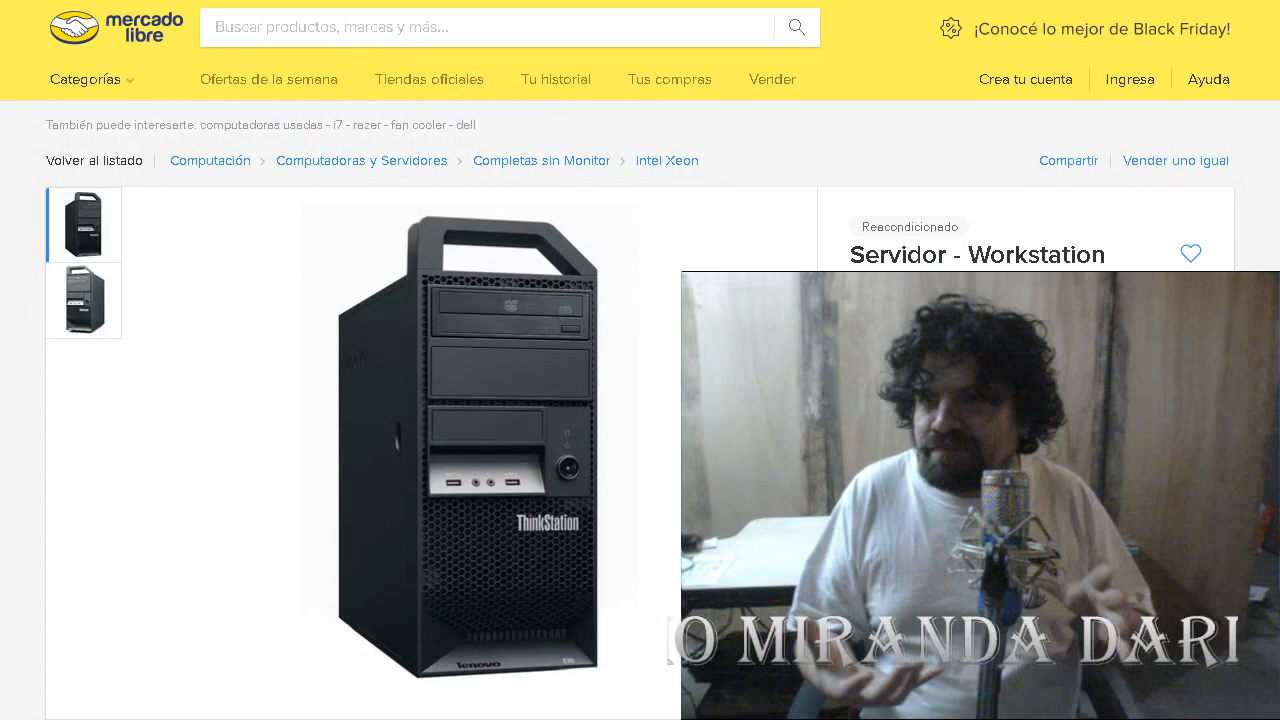 mercado
libre
Buscar productos, marcas y más...
¡Conocé lo mejor de Black Friday!
Categorías
Ofertas de la semana
Tiendas oficiales
Tu historial
Tus compras
Vender
Crea tu cuenta
Ingresa
Ayuda
También puede interesarte: computadoras usadas - i7 - razer - fan cooler - dell
Volver al listado
Computación
Computadoras y Servidores
Completas sin Monitor
Intel Xeon
Compartir
Vender uno igual
Reacondicionado
Servidor - Workstation
DVD
ThinkStation
lenovo
O MIRANDA DARI